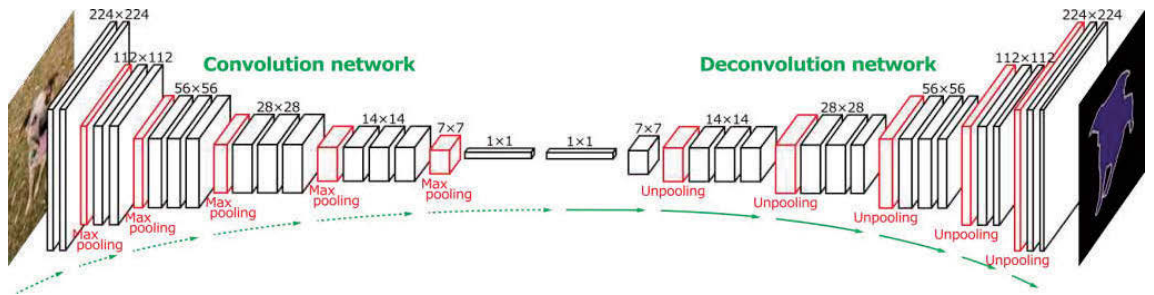 224×224
112×112
56×56
28×28
14×14
7×7
1×1
1×1
7×7
14×14
28×28
56×56
112×112
224×224
Convolution network
Deconvolution network
Max
pooling
Max
pooling
Max
pooling
Max
pooling
Max
pooling
Unpooling
Unpooling
Unpooling
Unpooling
Unpooling